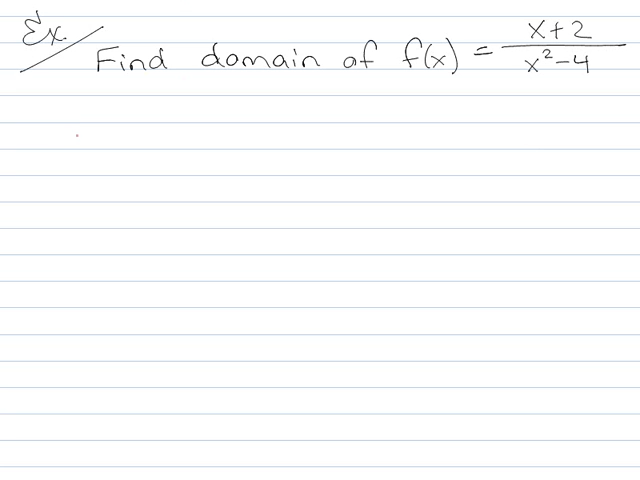 Ex. Find domain of f(x) = x+2 / x²-4